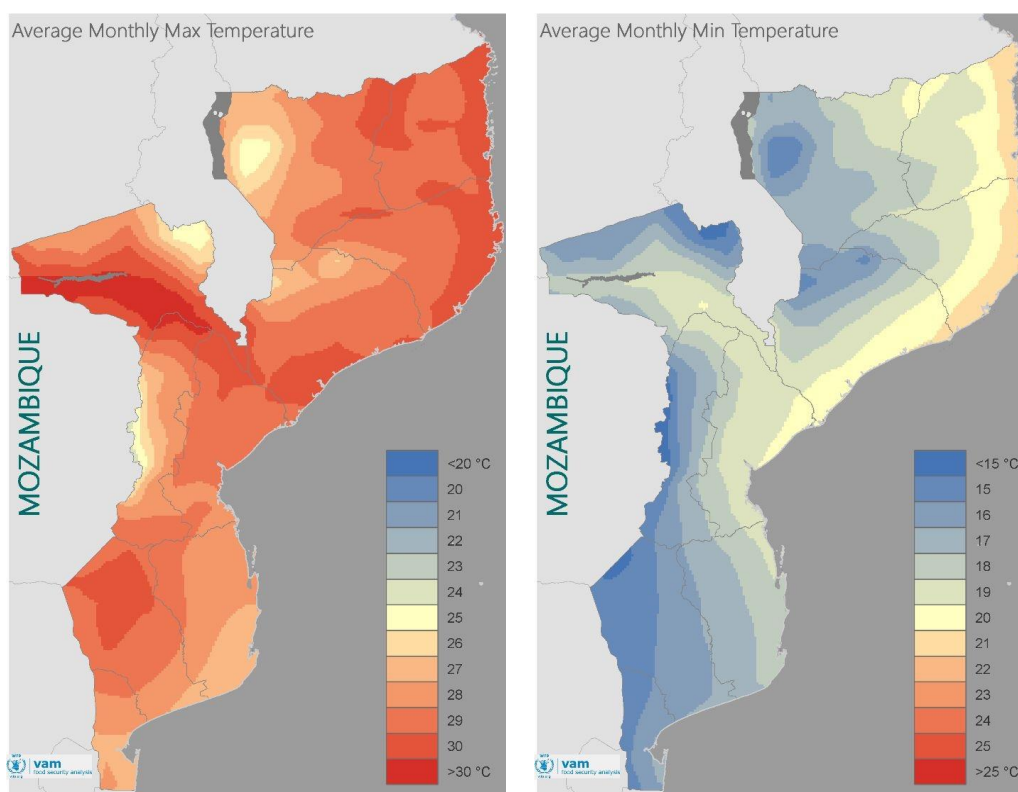 Average Monthly Max Temperature
MOZAMBIQUE
<20 °C
20
21
22
23
24
25
26
27
28
29
30
>30 °C
vam
food security analysis
Average Monthly Min Temperature
MOZAMBIQUE
<15 °C
15
16
17
18
19
20
21
22
23
24
25
>25 °C
vam
food security analysis